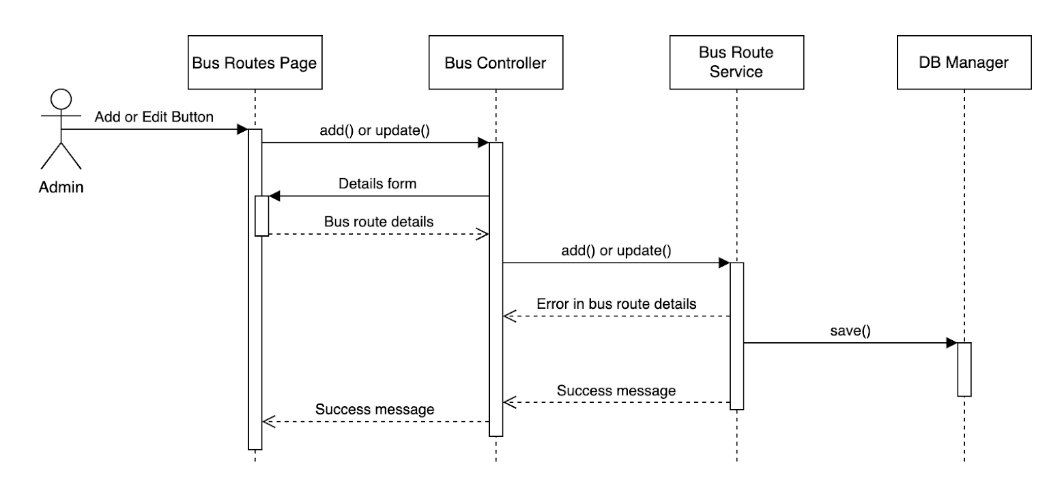 Bus Routes Page
Bus Controller
Bus Route
Service
DB Manager
Add or Edit Button
add() or update()
Admin
Details form
Bus route details
add() or update()
Error in bus route details
save()
Success message
Success message